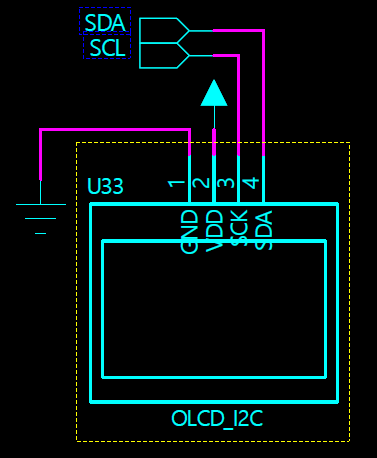 SDA
SCL
U33
1 2 3 4
GND VDD SCK SDA
OLCD_I2C